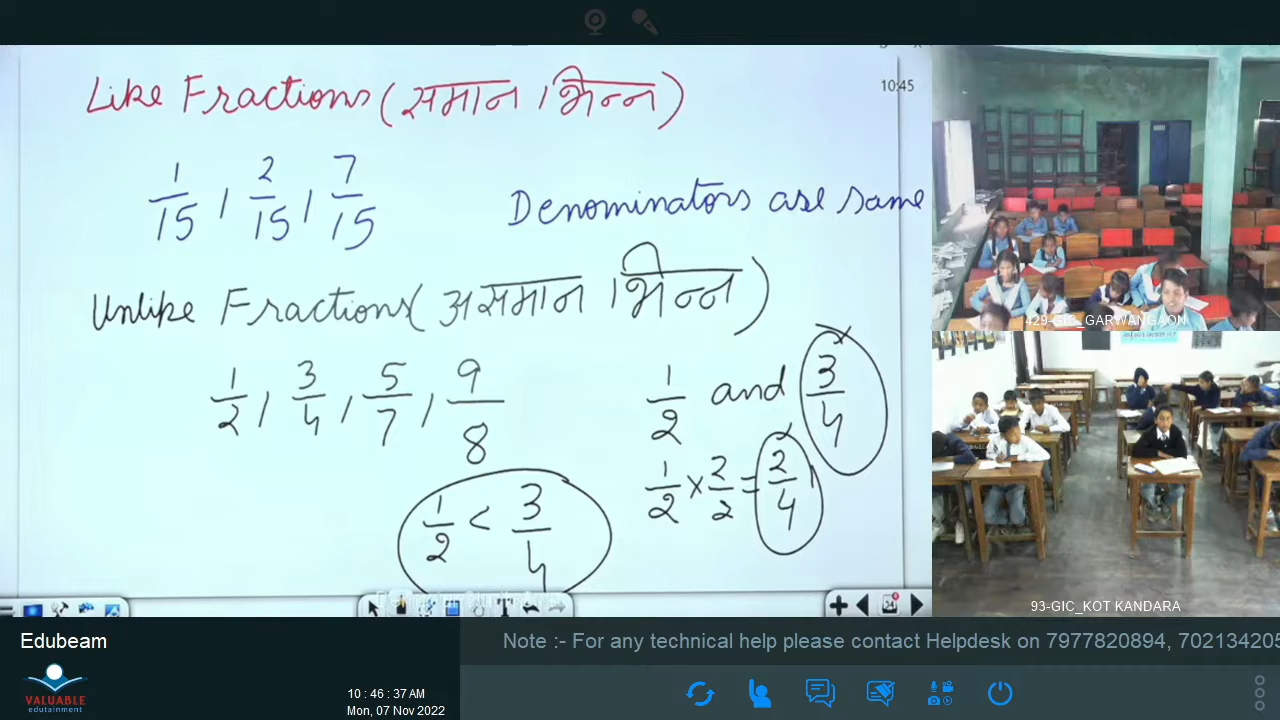 10:45
Like Fractions (समान भिन्न)
1/15, 2/15, 7/15
Denominators are same
Unlike Fractions (असमान भिन्न)
1/2, 3/4, 5/7, 9/8
1/2 and 3/4
1/2 × 2/2 = 2/4
1/2 < 3/4
429-GIC_GARWANGAON
93-GIC_KOT KANDARA
34
Edubeam
Note :- For any technical help please contact Helpdesk on 7977820894, 702134205
VALUABLE
edutainment
10 : 46 : 37 AM
Mon, 07 Nov 2022